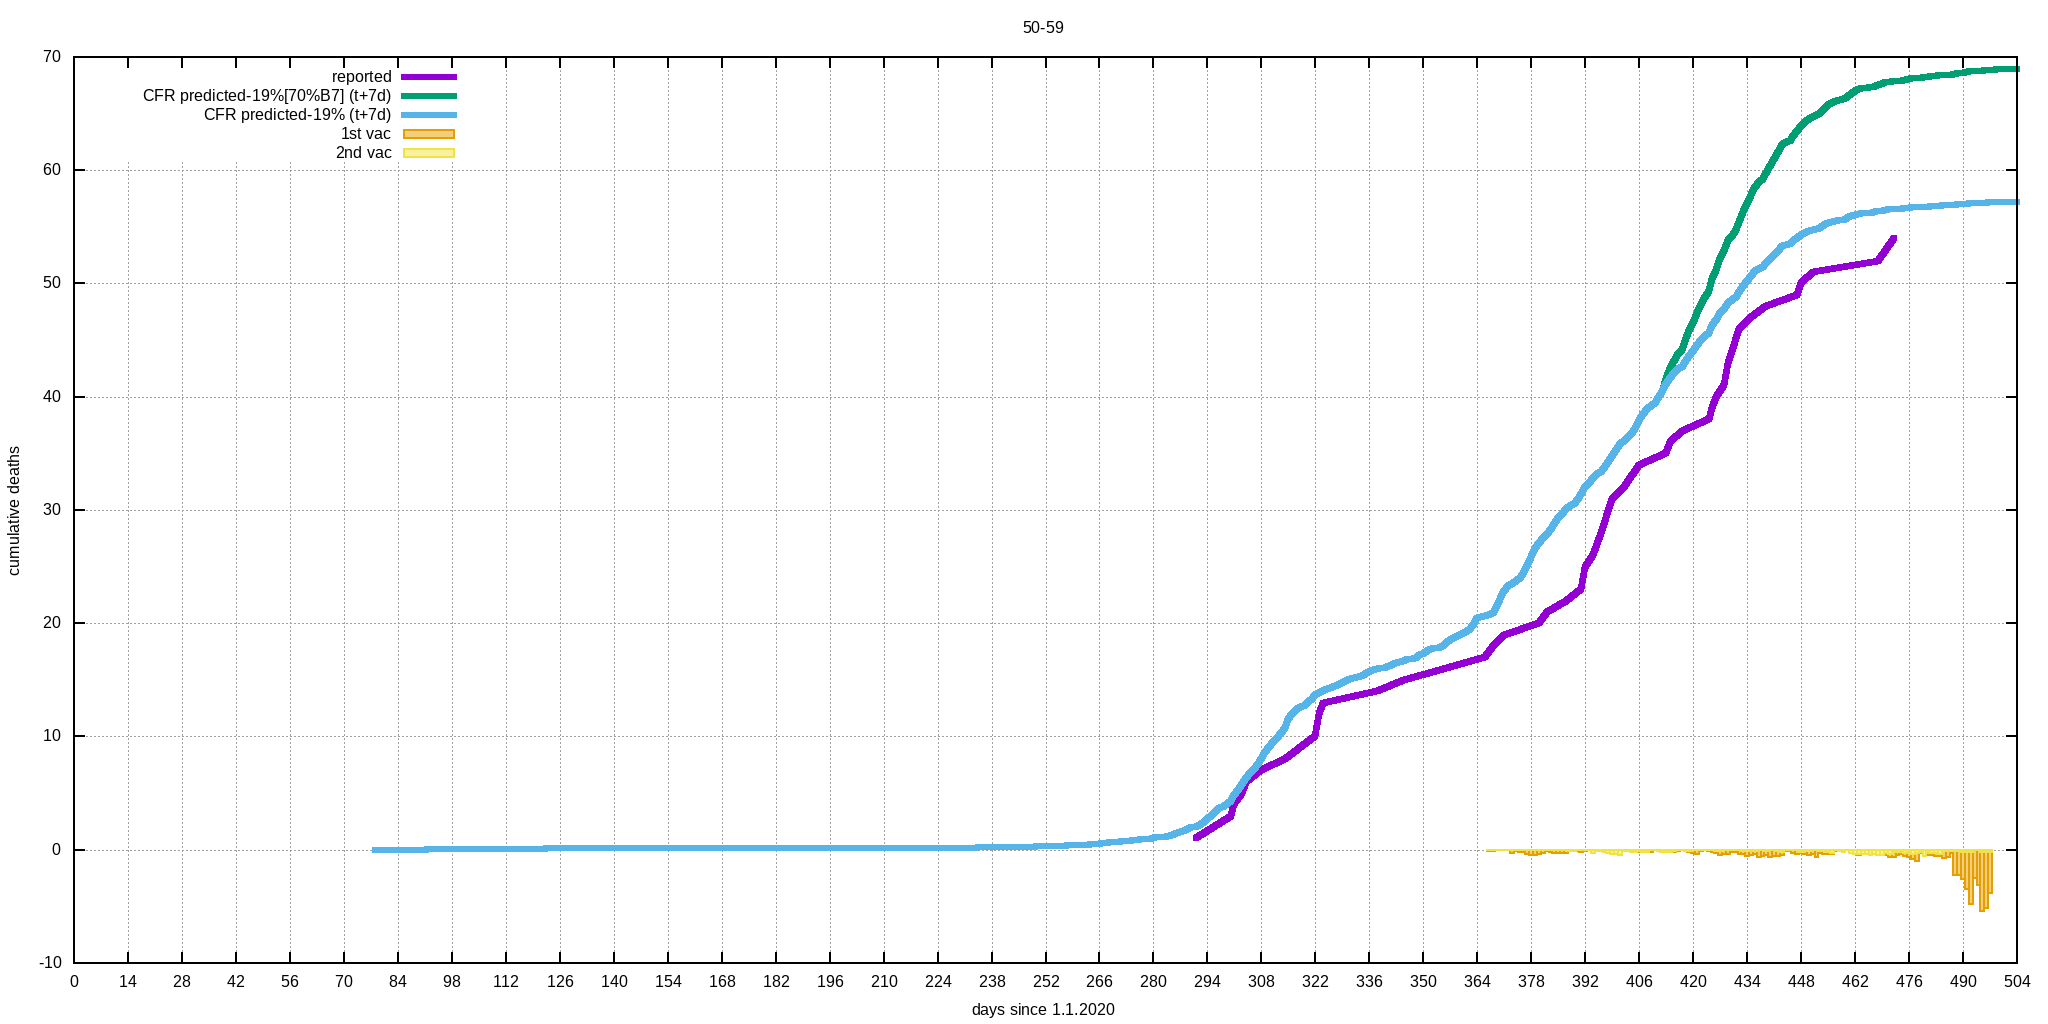 50-59
reported
CFR predicted-19%[70%B7] (t+7d)
CFR predicted-19% (t+7d)
1st vac
2nd vac
70
60
50
40
30
20
10
0
-10
cumulative deaths
0 14 28 42 56 70 84 98 112 126 140 154 168 182 196 210 224 238 252 266 280 294 308 322 336 350 364 378 392 406 420 434 448 462 476 490 504
days since 1.1.2020